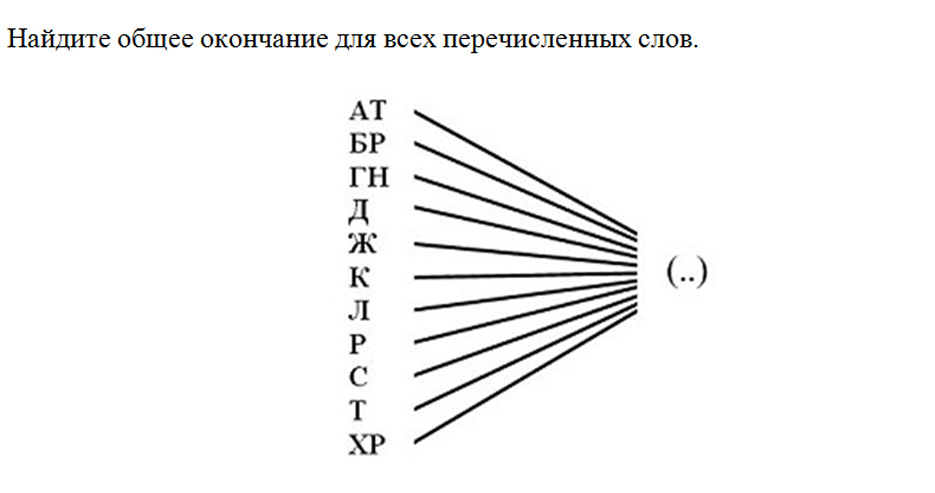 Найдите общее окончание для всех перечисленных слов.
АТ
БР
ГН
Д
Ж
К
(..)
Л
Р
С
Т
ХР